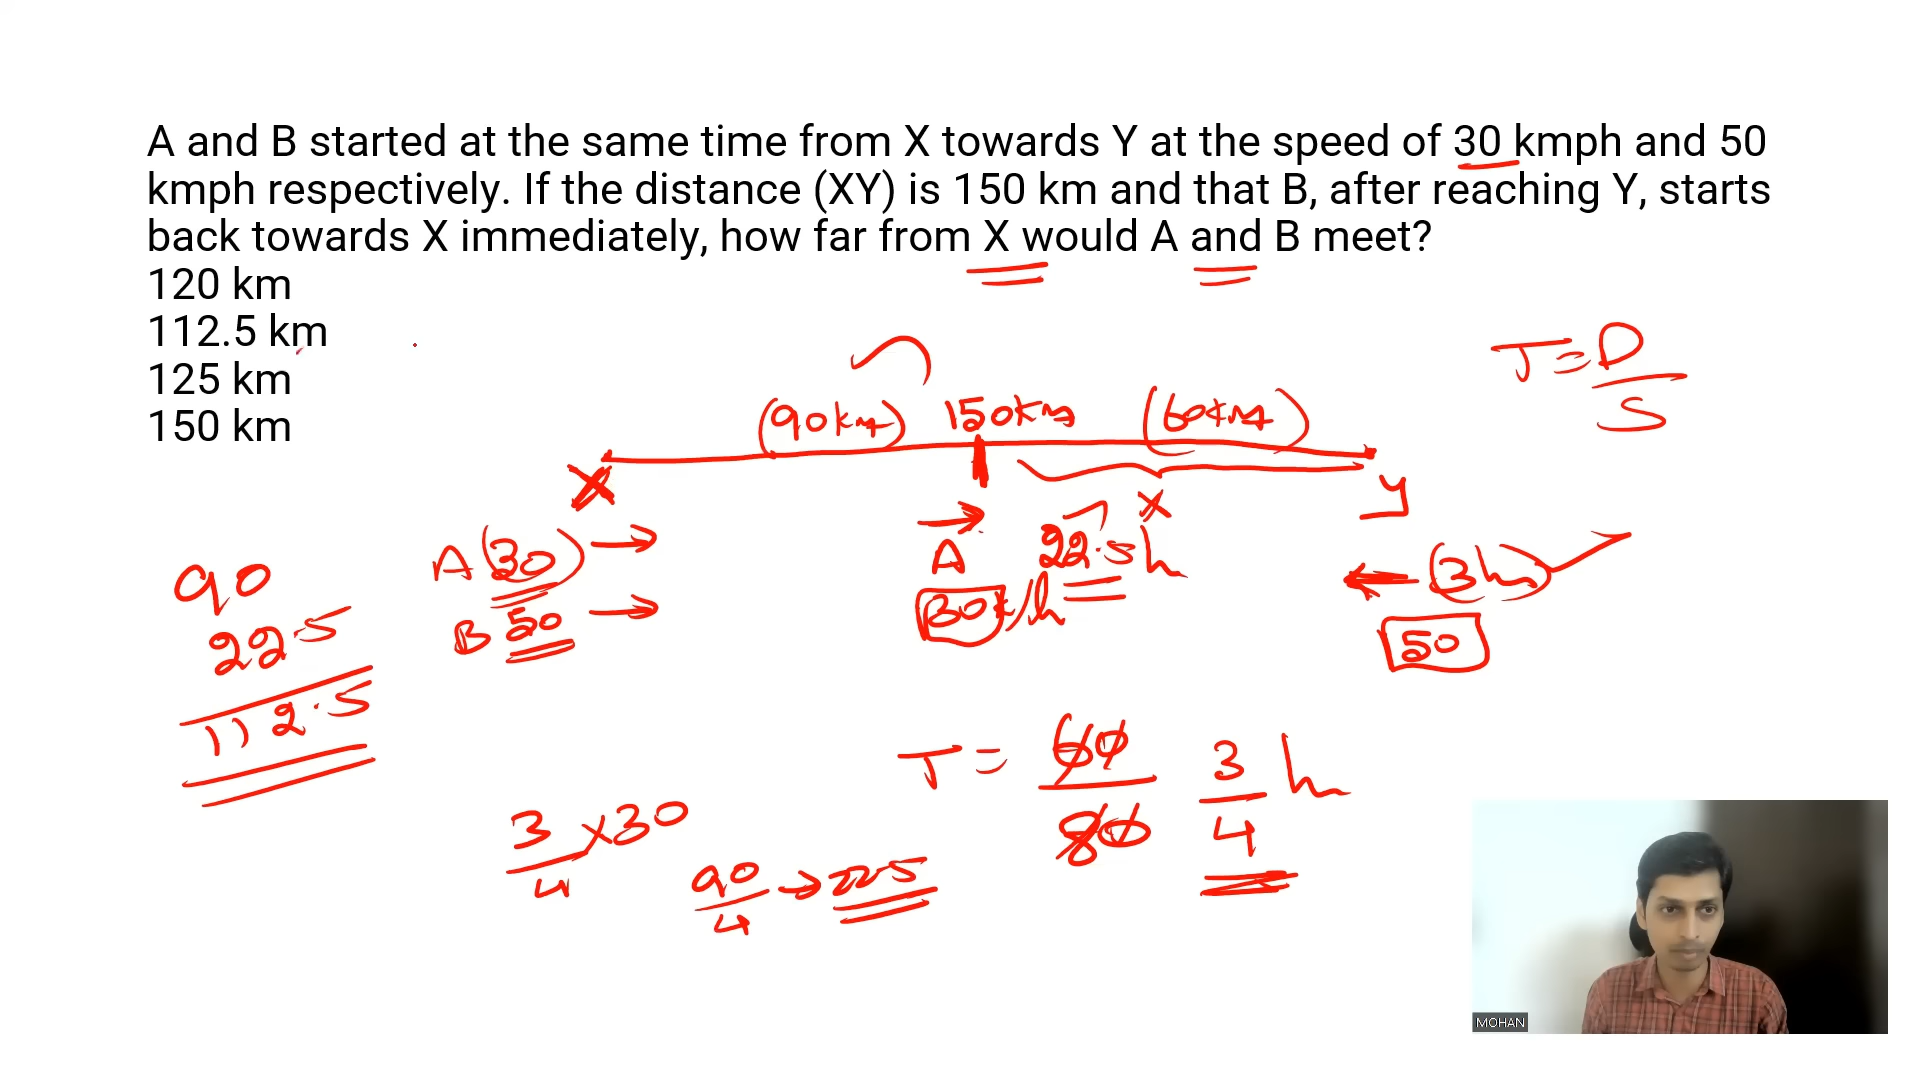 A and B started at the same time from X towards Y at the speed of 30 kmph and 50
kmph respectively. If the distance (XY) is 150 km and that B, after reaching Y, starts
back towards X immediately, how far from X would A and B meet?
120 km
112.5 km
125 km
150 km
T = D
S
(90km) 150km (60km)
X
Y
x
A (30)
B 50
A
30k/h
22.5 h
(3h)
50
90
22.5
112.5
T = 60
80
3
4
h
3 x 30
4
90 → 22.5
4
MOHAN